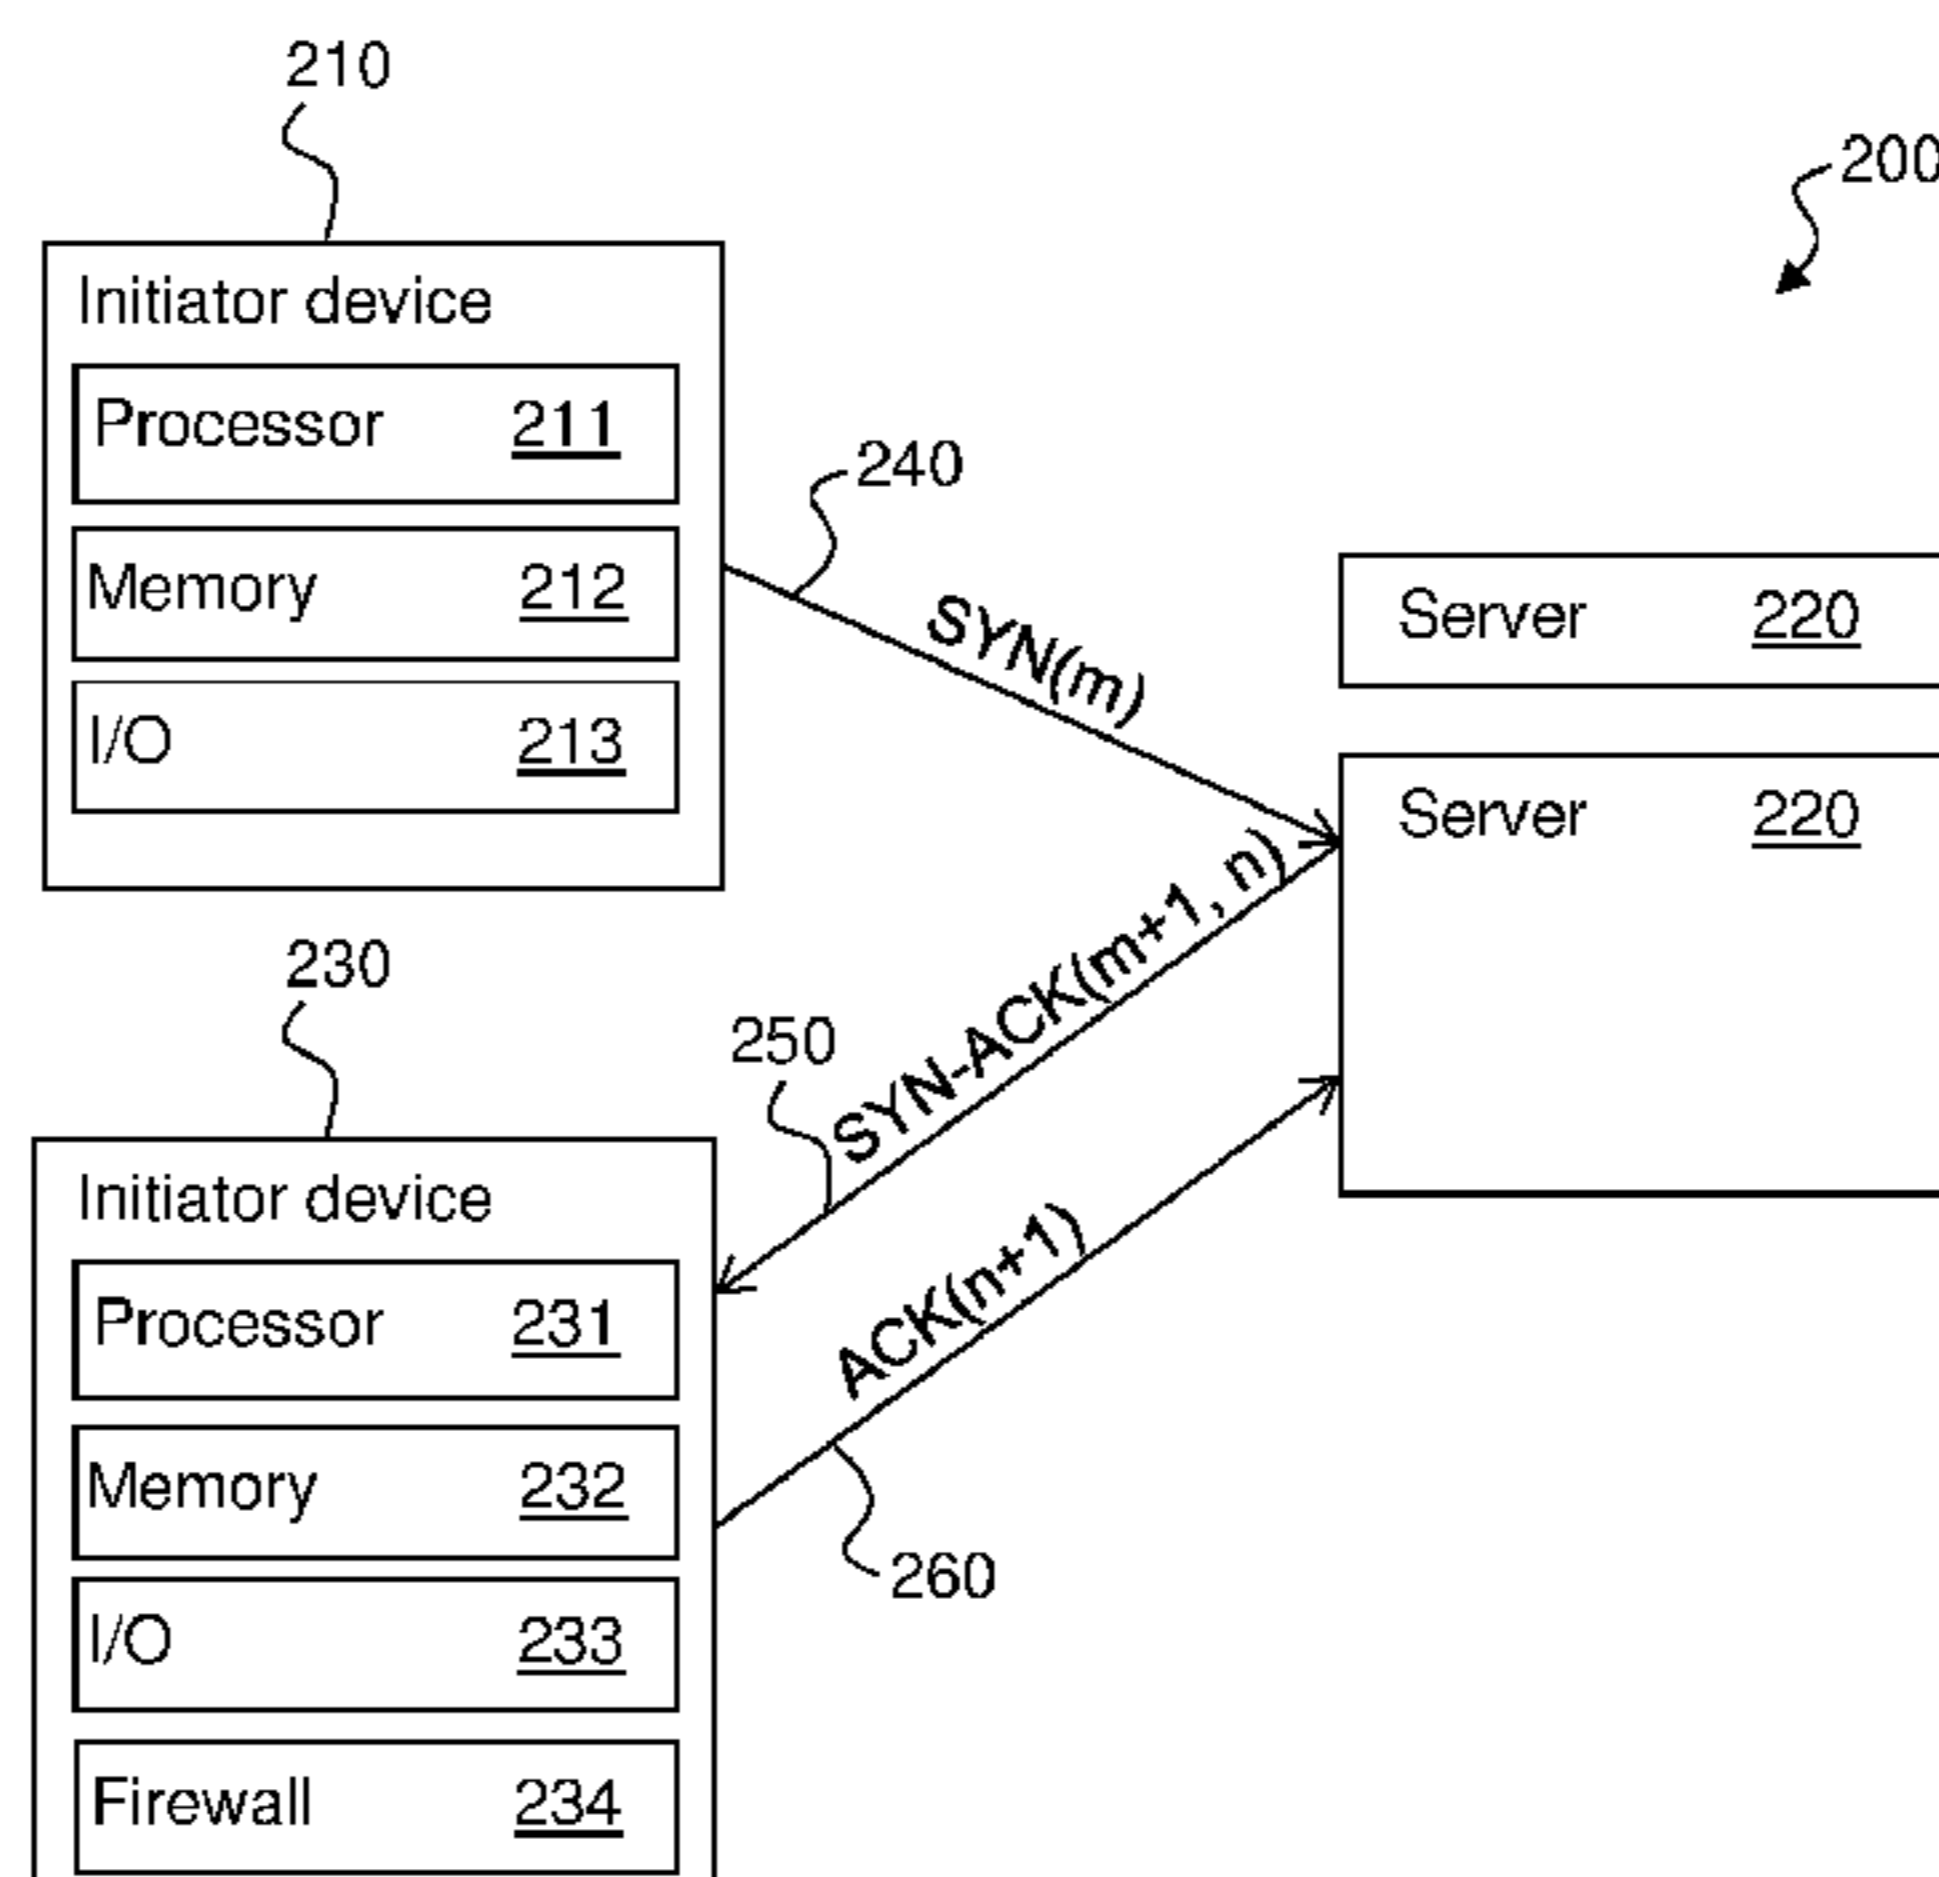 210
200
Initiator device
Processor 211
Memory 212
I/O 213
240
SYN(m)
Server 220
Server 220
SYN-ACK(m+1, n)
230
250
Initiator device
Processor 231
Memory 232
I/O 233
Firewall 234
ACK(n+1)
260